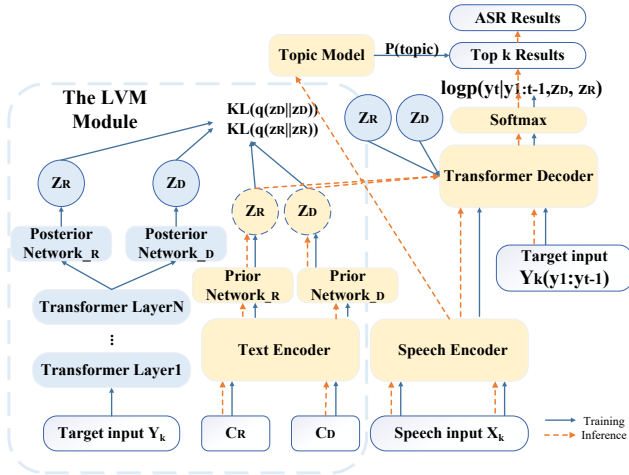 ASR Results
Topic Model
P(topic)
Top k Results
logp(yt|y1:t-1,zD, zR)
The LVM
Module
KL(q(zD||zD))
KL(q(zR||zR))
ZR
ZD
Softmax
Transformer Decoder
ZR
ZD
ZR
ZD
Posterior
Network_R
Posterior
Network_D
Prior
Network_R
Prior
Network_D
Target input
Yk(y1:yt-1)
Transformer LayerN
...
Transformer Layer1
Text Encoder
Speech Encoder
Target input Yk
CR
CD
Speech input Xk
Training
Inference